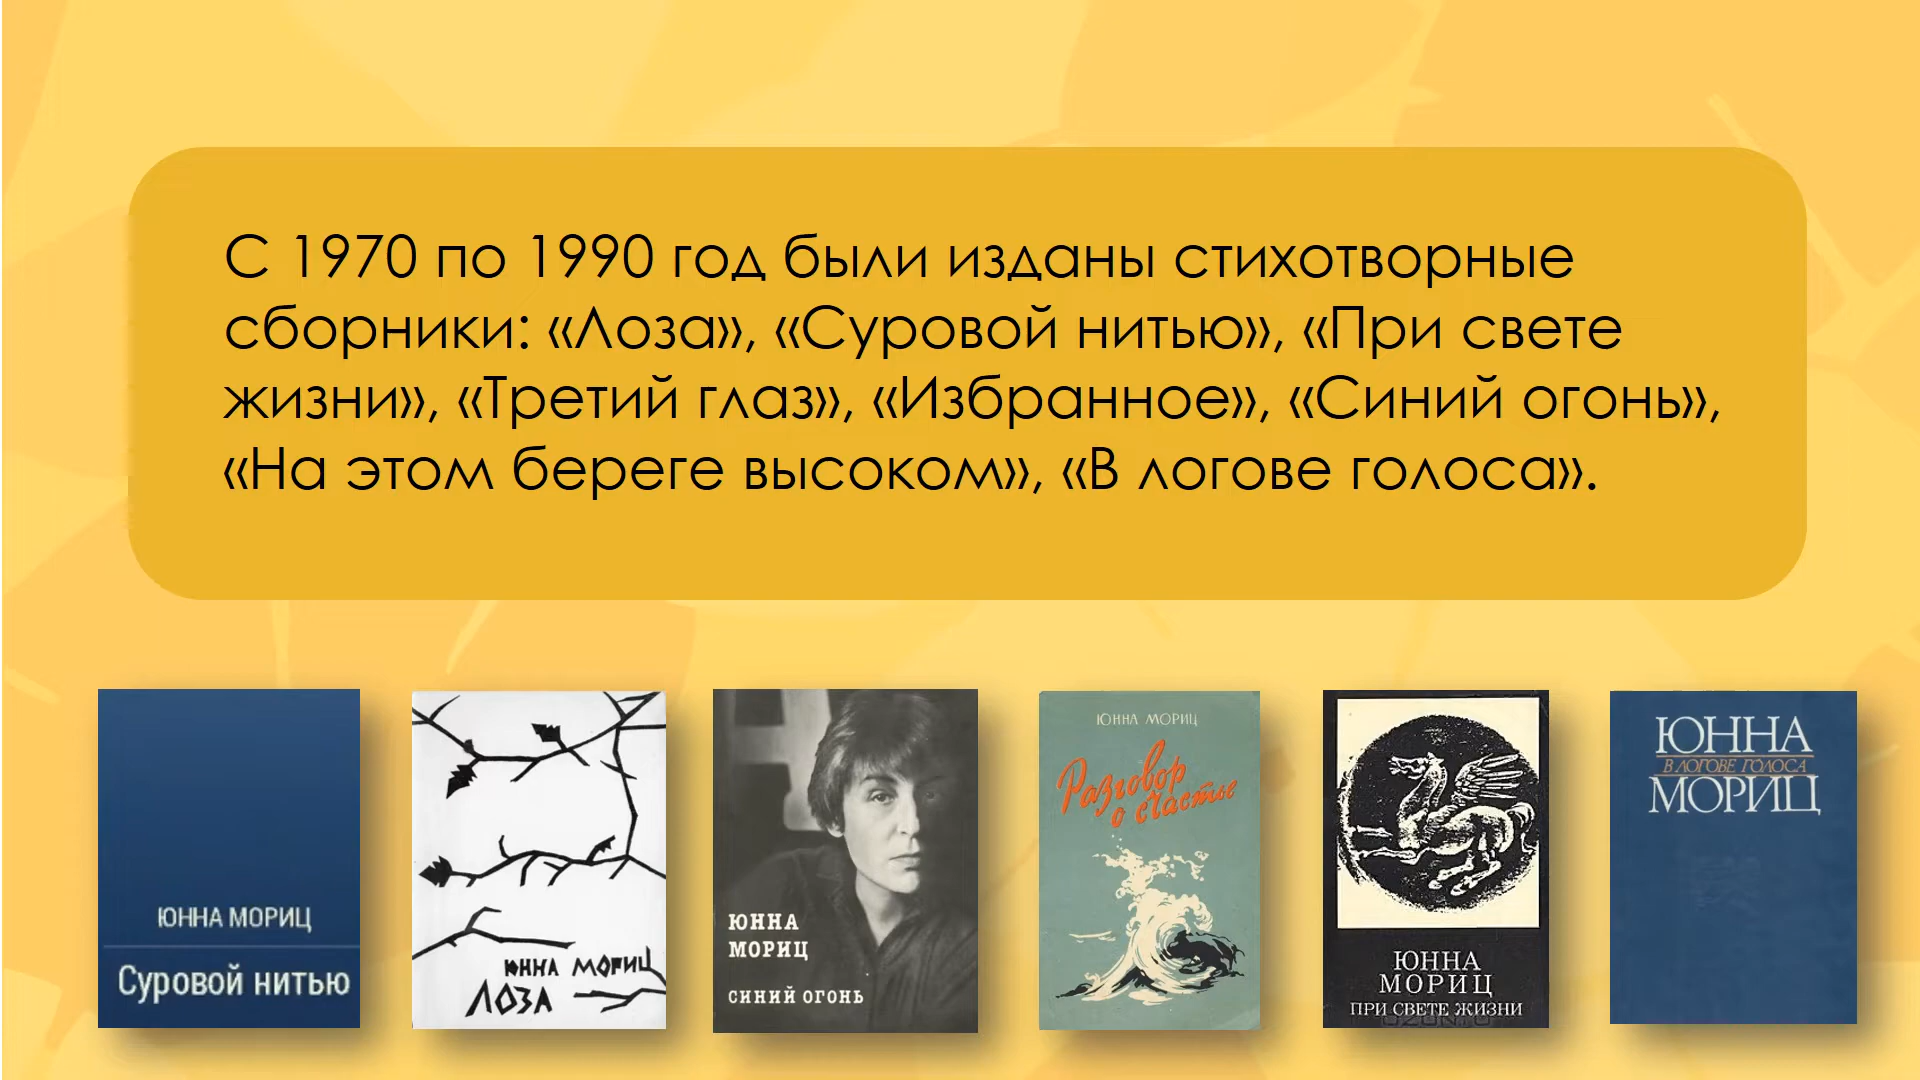 С 1970 по 1990 год были изданы стихотворные
сборники: «Лоза», «Суровой нитью», «При свете
жизни», «Третий глаз», «Избранное», «Синий огонь»,
«На этом береге высоком», «В логове голоса».
ЮННА МОРИЦ
Суровой нитью
ЮННА МОРИЦ
ЛОЗА
ЮННА
МОРИЦ
СИНИЙ ОГОНЬ
ЮННА МОРИЦ
Разговор
о счастье
ЮННА
МОРИЦ
ПРИ СВЕТЕ ЖИЗНИ
ЮННА
В ЛОГОВЕ ГОЛОСА
МОРИЦ